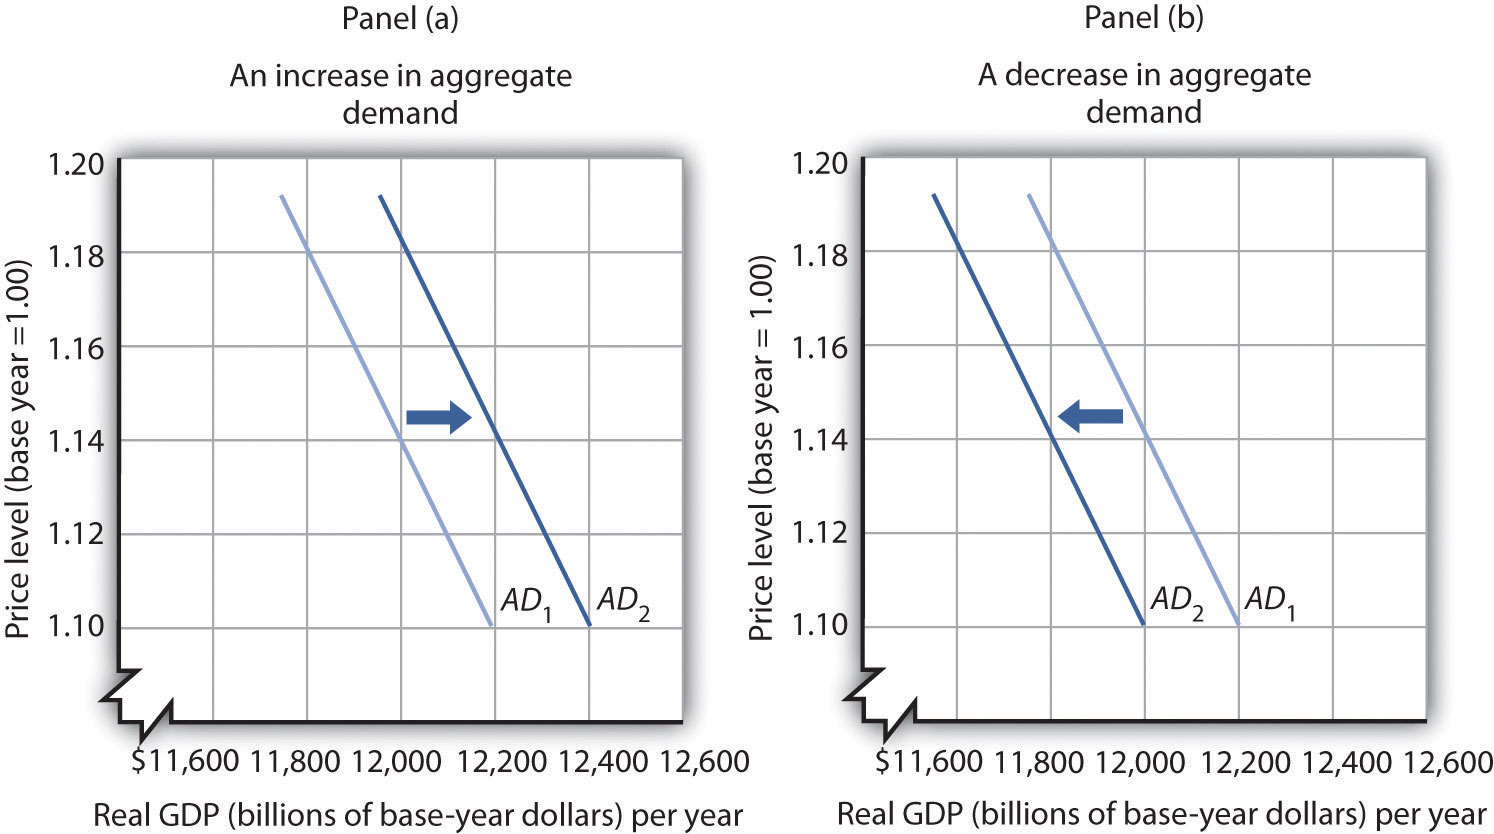 Panel (a)
An increase in aggregate
demand
Price level (base year = 1.00)
1.20
1.18
1.16
1.14
1.12
1.10
AD1
AD2
$11,600 11,800 12,000 12,200 12,400 12,600
Real GDP (billions of base-year dollars) per year
Panel (b)
A decrease in aggregate
demand
Price level (base year = 1.00)
1.20
1.18
1.16
1.14
1.12
1.10
AD2
AD1
$11,600 11,800 12,000 12,200 12,400 12,600
Real GDP (billions of base-year dollars) per year